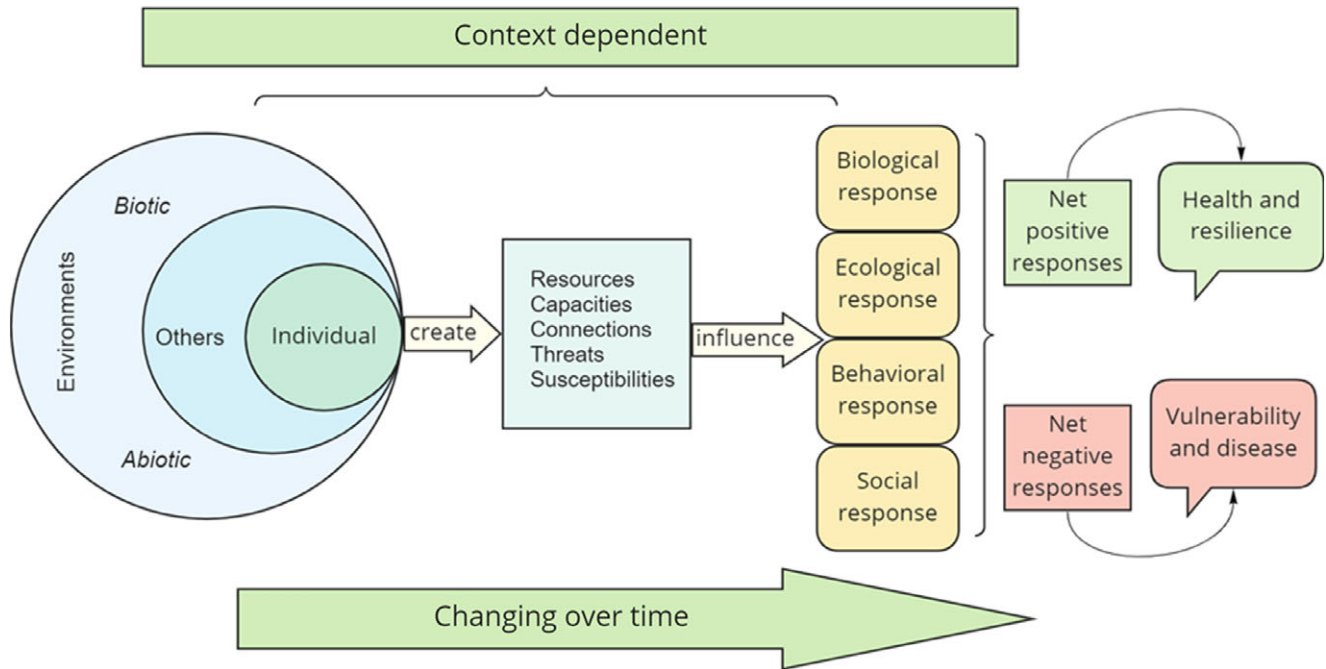 Context dependent
Environments
Biotic
Others
Individual
Abiotic
create
Resources
Capacities
Connections
Threats
Susceptibilities
influence
Biological
response
Ecological
response
Behavioral
response
Social
response
Net
positive
responses
Health and
resilience
Net
negative
responses
Vulnerability
and disease
Changing over time